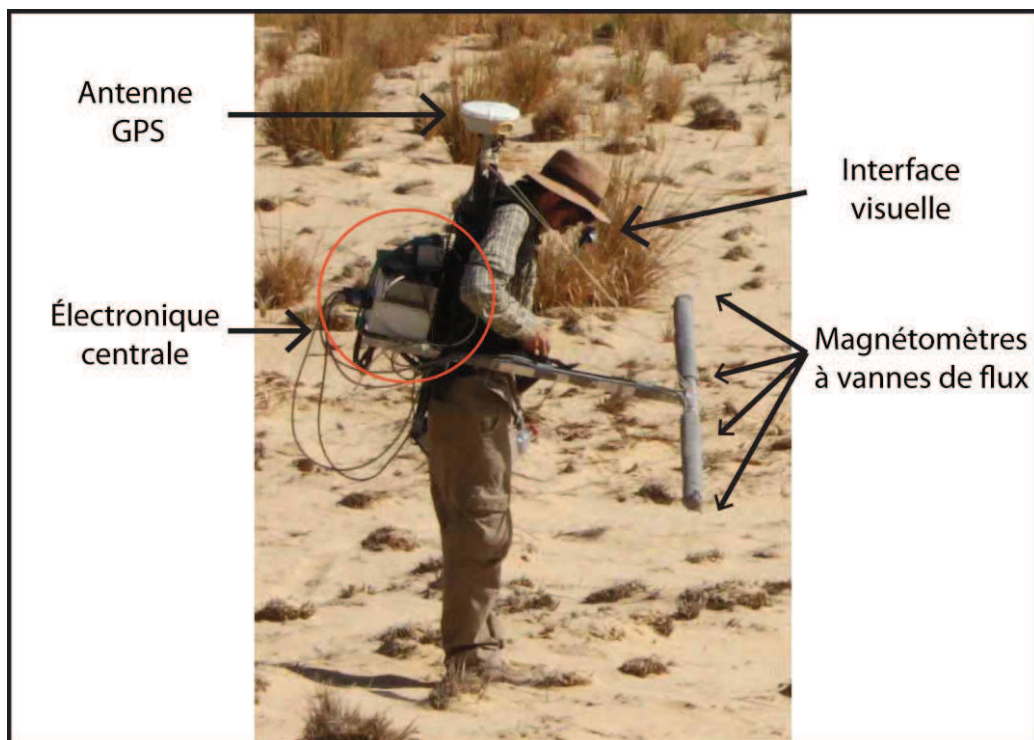 Antenne
GPS
Interface
visuelle
Électronique
centrale
Magnétomètres
à vannes de flux